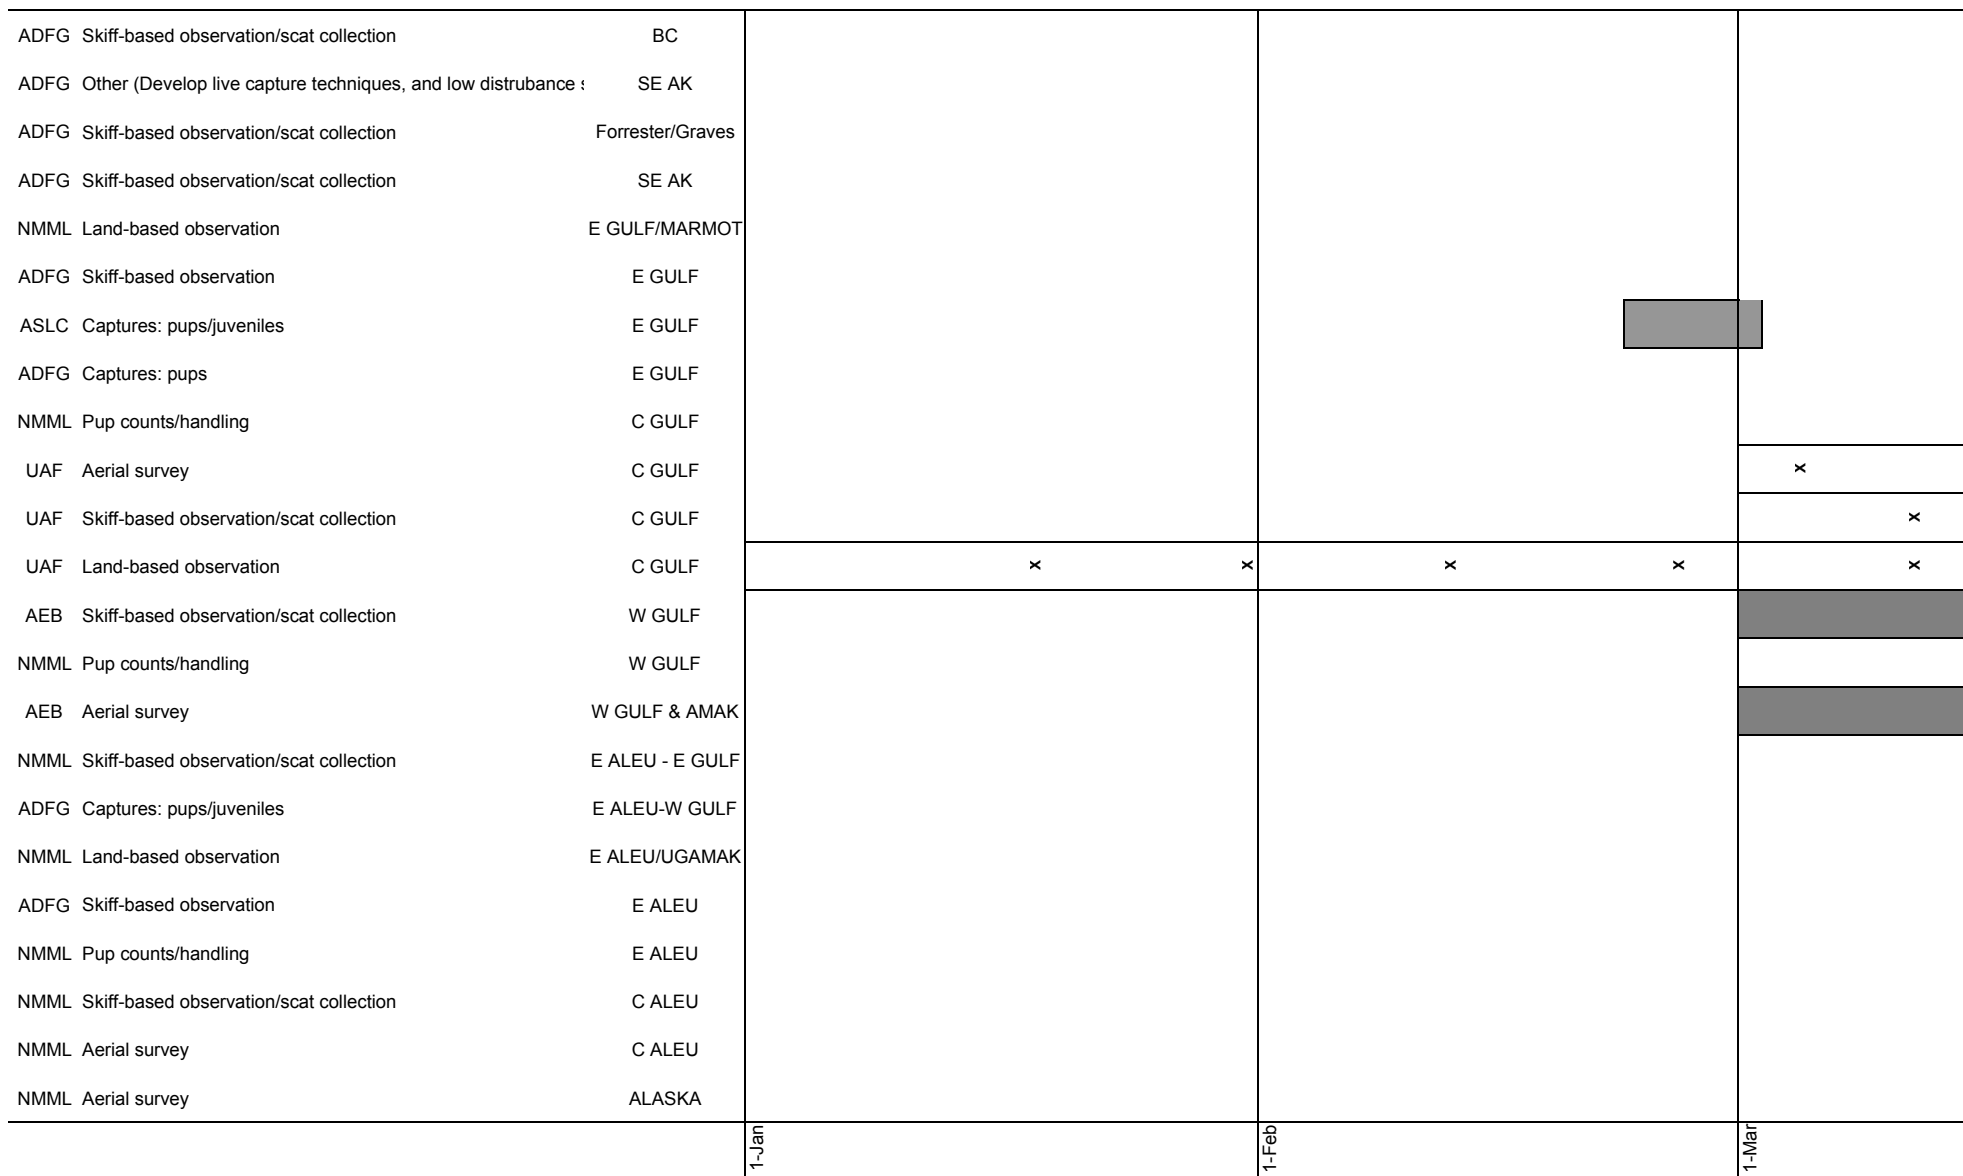 ADFG Skiff-based observation/scat collection BC
ADFG Other (Develop live capture techniques, and low distrubance s SE AK
ADFG Skiff-based observation/scat collection Forrester/Graves
ADFG Skiff-based observation/scat collection SE AK
NMML Land-based observation E GULF/MARMOT
ADFG Skiff-based observation E GULF
ASLC Captures: pups/juveniles E GULF
ADFG Captures: pups E GULF
NMML Pup counts/handling C GULF
UAF Aerial survey C GULF x
UAF Skiff-based observation/scat collection C GULF x
UAF Land-based observation C GULF x x x x x
AEB Skiff-based observation/scat collection W GULF
NMML Pup counts/handling W GULF
AEB Aerial survey W GULF & AMAK
NMML Skiff-based observation/scat collection E ALEU - E GULF
ADFG Captures: pups/juveniles E ALEU-W GULF
NMML Land-based observation E ALEU/UGAMAK
ADFG Skiff-based observation E ALEU
NMML Pup counts/handling E ALEU
NMML Skiff-based observation/scat collection C ALEU
NMML Aerial survey C ALEU
NMML Aerial survey ALASKA
1-Jan 1-Feb 1-Mar